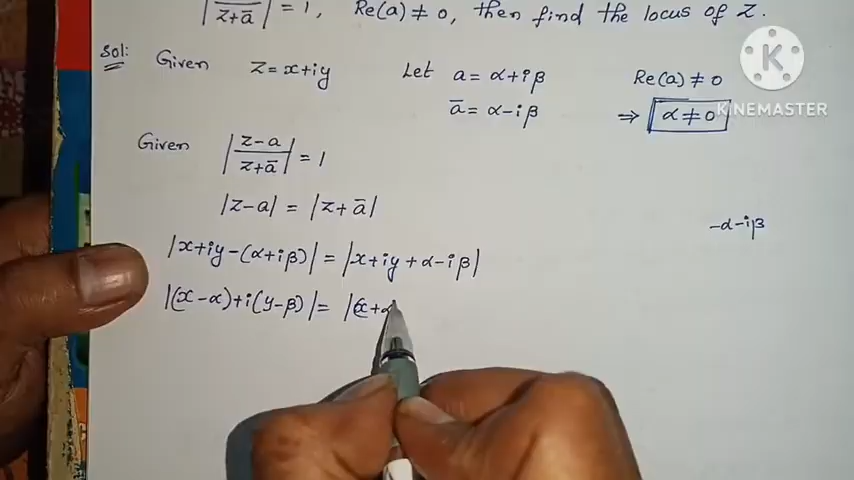 |z+ā| = 1, Re(a) ≠ 0, then find the locus of z.
Sol:
Given z = x+iy Let a = α+iβ Re(a) ≠ 0
ā = α-iβ ⇒ α ≠ 0
KINEMASTER
Given |z-a / z+ā| = 1
|z-a| = |z+ā|
-α-iβ
|x+iy-(α+iβ)| = |x+iy+α-iβ|
|(x-α)+i(y-β)| = |(x+α